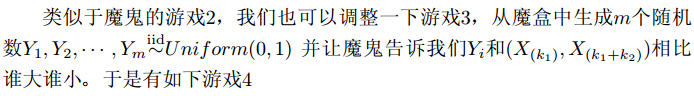 类似于魔鬼的游戏2，我们也可以调整一下游戏3，从魔盒中生成m个随机
数Y₁, Y₂, ⋯ , Yₘ iid∼ Uniform(0, 1) 并让魔鬼告诉我们Yᵢ和(X₍ₖ₁₎, X₍ₖ₁₊ₖ₂₎)相比
谁大谁小。于是有如下游戏4